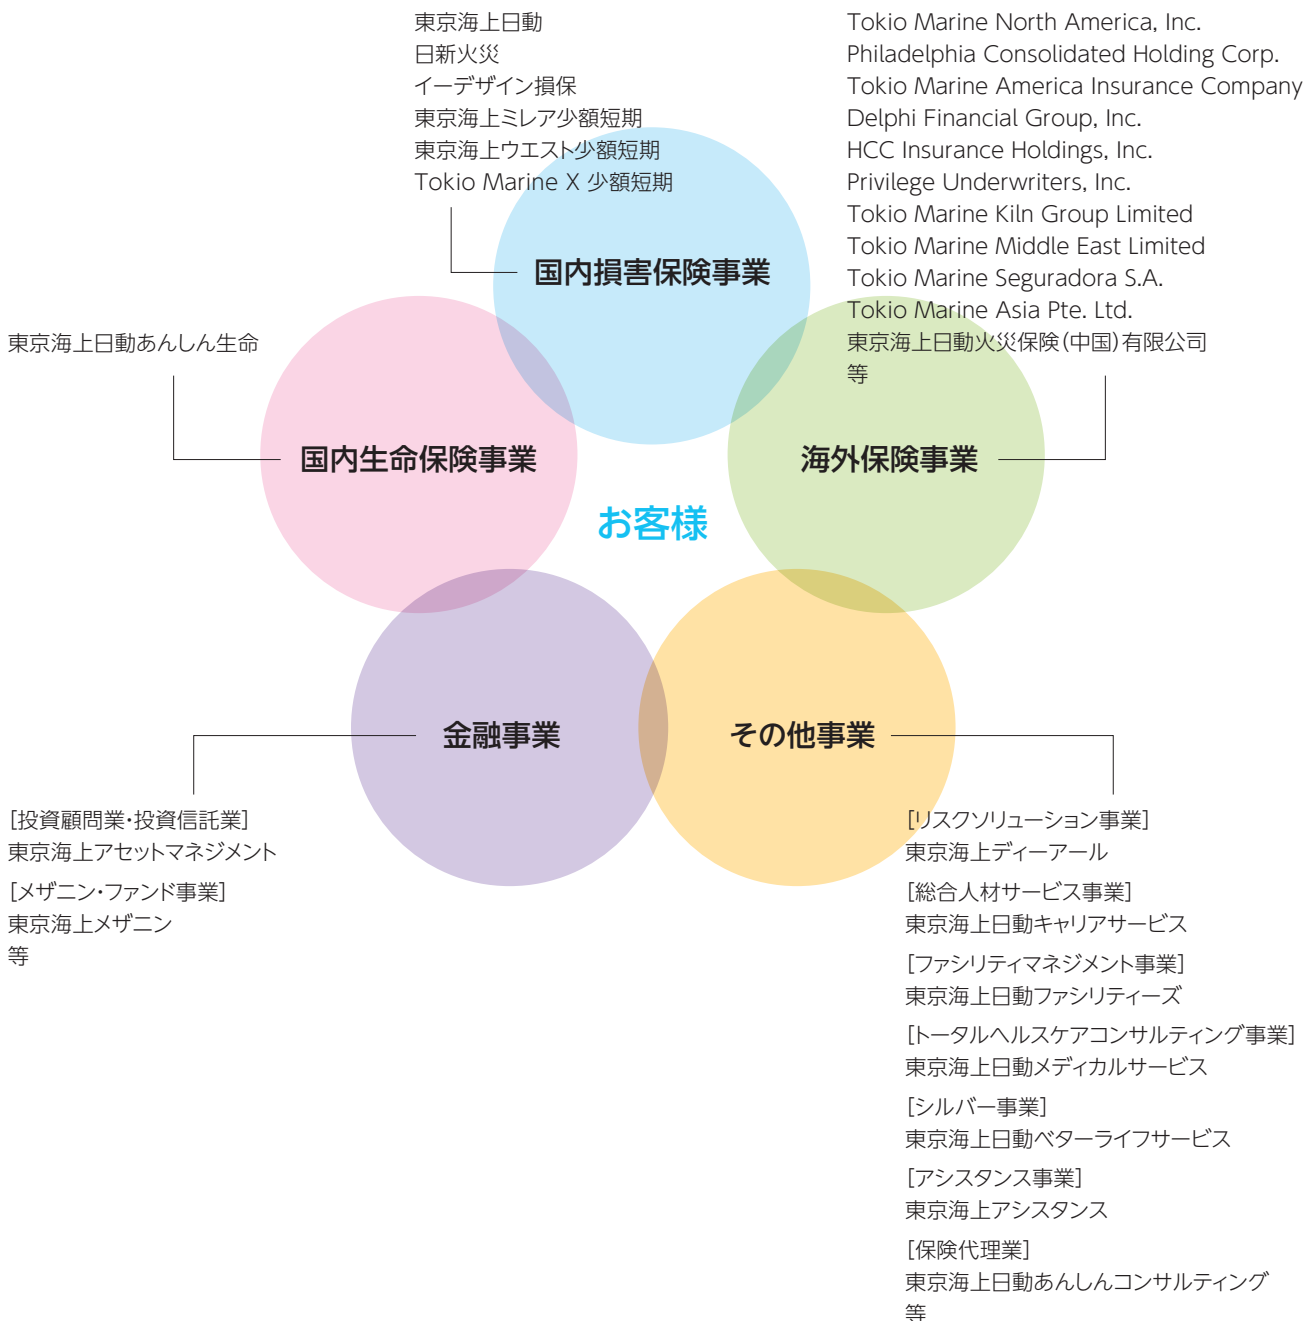 東京海上日動
日新火災
イーデザイン損保
東京海上ミレア少額短期
東京海上ウエスト少額短期
Tokio Marine X 少額短期
国内損害保険事業
Tokio Marine North America, Inc.
Philadelphia Consolidated Holding Corp.
Tokio Marine America Insurance Company
Delphi Financial Group, Inc.
HCC Insurance Holdings, Inc.
Privilege Underwriters, Inc.
Tokio Marine Kiln Group Limited
Tokio Marine Middle East Limited
Tokio Marine Seguradora S.A.
Tokio Marine Asia Pte. Ltd.
東京海上日動火災保険（中国）有限公司
等
東京海上日動あんしん生命
国内生命保険事業
海外保険事業
お客様
金融事業
その他事業
［投資顧問業・投資信託業］
東京海上アセットマネジメント
［メザニン・ファンド事業］
東京海上メザニン
等
［リスクソリューション事業］
東京海上ディーアール
［総合人材サービス事業］
東京海上日動キャリアサービス
［ファシリティマネジメント事業］
東京海上日動ファシリティーズ
［トータルヘルスケアコンサルティング事業］
東京海上日動メディカルサービス
［シルバー事業］
東京海上日動ベターライフサービス
［アシスタンス事業］
東京海上アシスタンス
［保険代理業］
東京海上日動あんしんコンサルティング
等